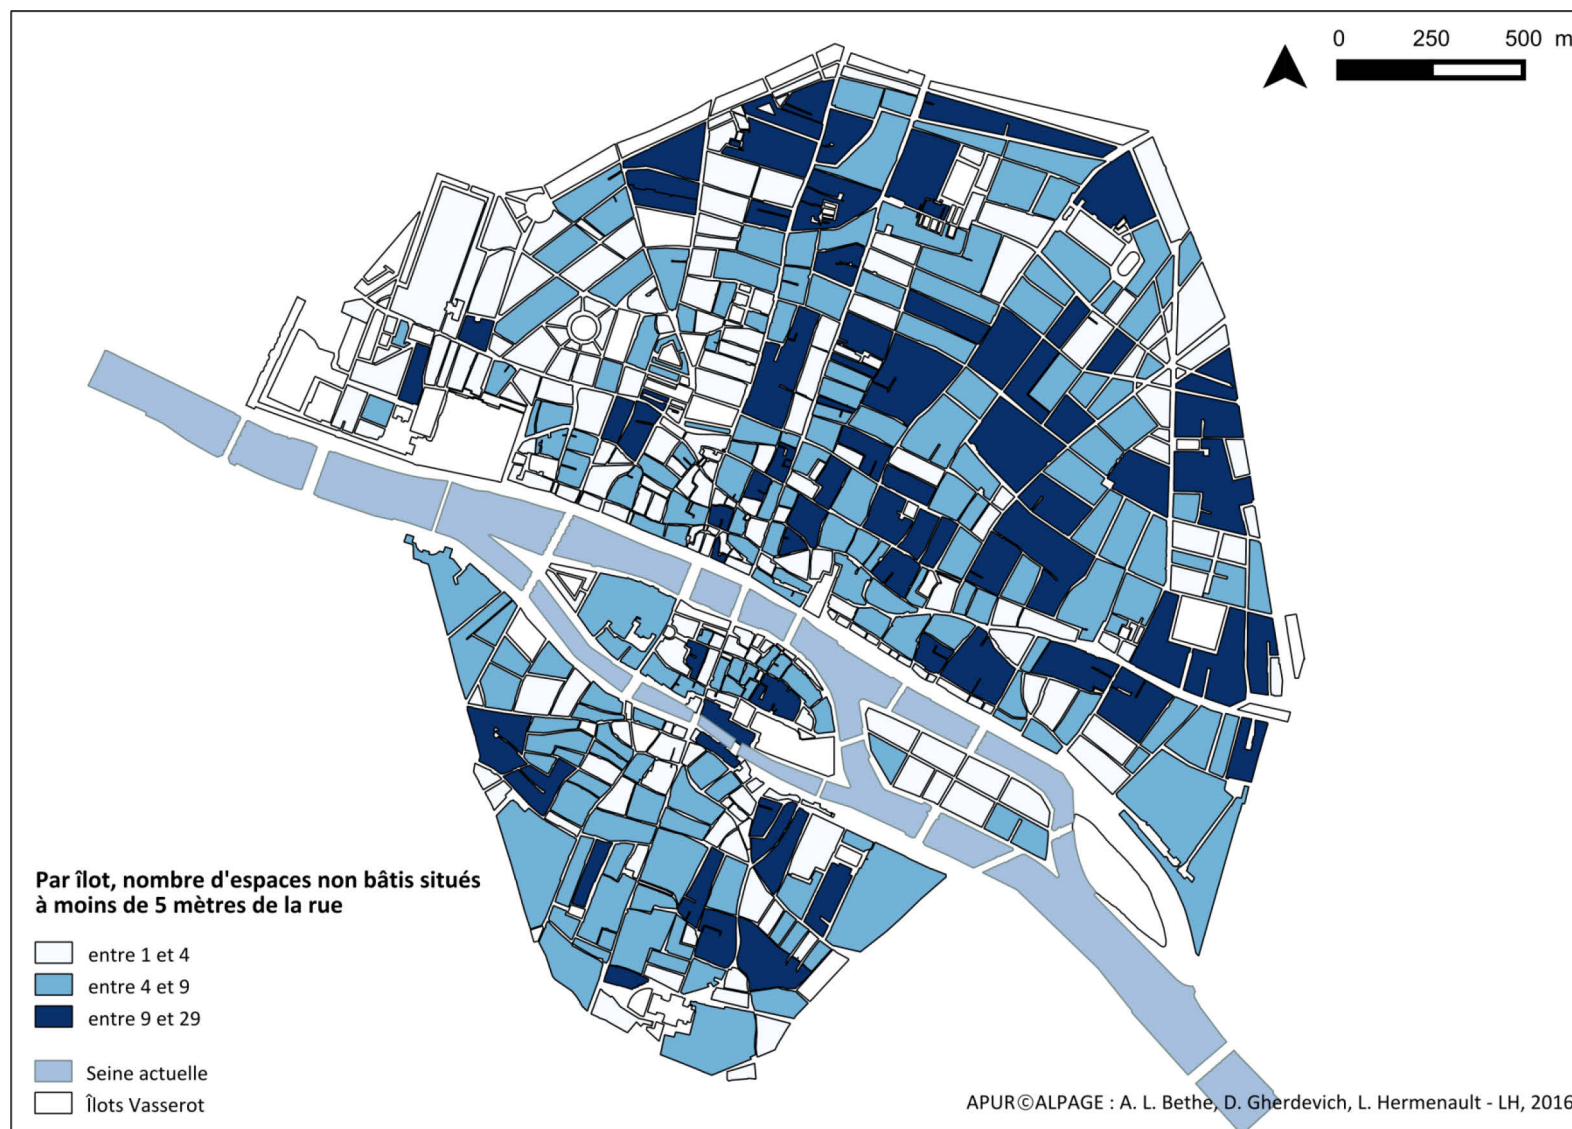 0 250 500 m
Par îlot, nombre d'espaces non bâtis situés
à moins de 5 mètres de la rue
entre 1 et 4
entre 4 et 9
entre 9 et 29
Seine actuelle
Îlots Vasserot
APUR©ALPAGE : A. L. Bethe, D. Gherdevich, L. Hermenault - LH, 2016